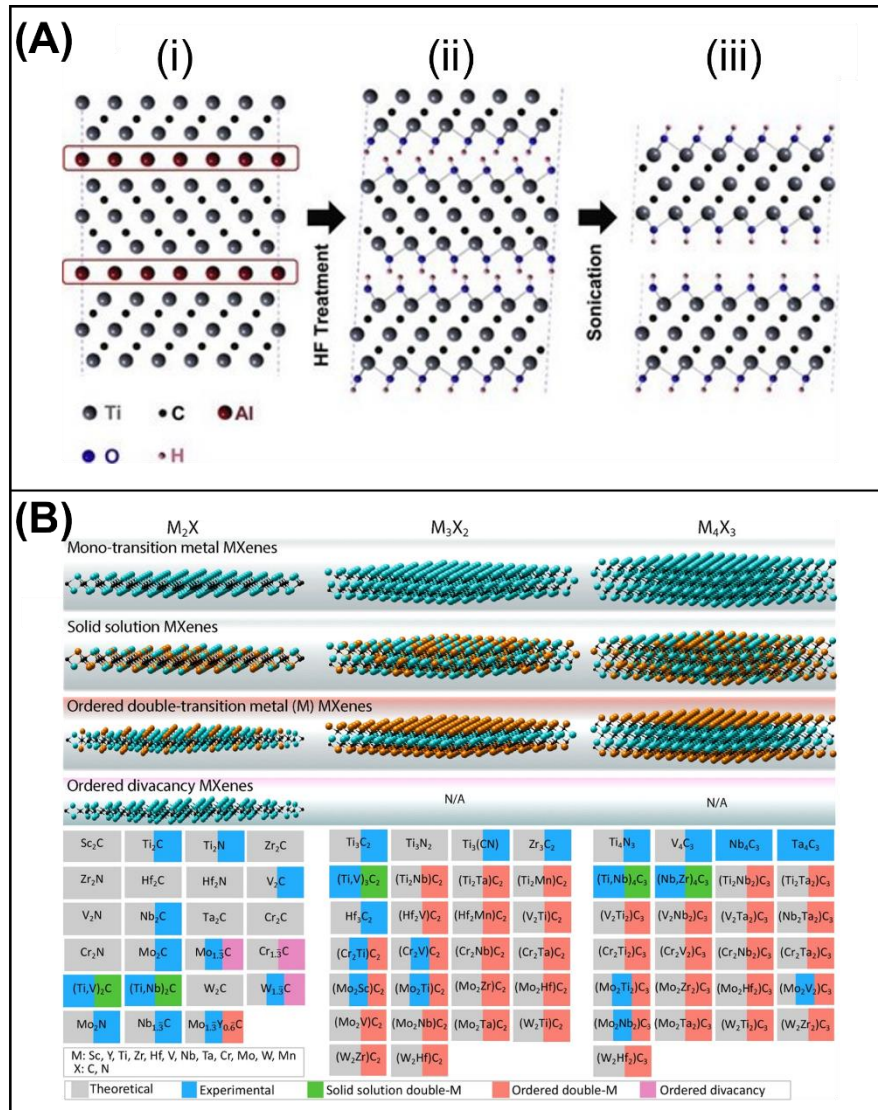 (A)
(i) (ii) (iii)
HF Treatment
Sonication
Ti C Al
O H
(B)
M₂X M₃X₂ M₄X₃
Mono-transition metal MXenes
Solid solution MXenes
Ordered double-transition metal (M) MXenes
Ordered divacancy MXenes
N/A N/A
Sc₂C Ti₂C Ti₂N Zr₂C Ti₃C₂ Ti₃N₂ Ti₃(CN) Zr₃C₂ Ti₄N₃ V₄C₃ Nb₄C₃ Ta₄C₃
Zr₂N Hf₂C Hf₂N V₂C (Ti,V)₃C₂ (Ti₂Nb)C₂ (Ti₂Ta)C₂ (Ti₂Mn)C₂ (Ti,Nb)₄C₃ (Nb,Zr)₄C₃ (Ti₂Nb₂)C₃ (Ti₂Ta₂)C₃
V₂N Nb₂C Ta₂C Cr₂C Hf₃C₂ (Hf₂V)C₂ (Hf₂Mn)C₂ (V₂Ti)C₂ (V₂Ti₂)C₃ (V₂Nb₂)C₃ (V₂Ta₂)C₃ (Nb₂Ta₂)C₃
Cr₂N Mo₂C Mo₁.₃C Cr₁.₃C (Cr₂Ti)C₂ (Cr₂V)C₂ (Cr₂Nb)C₂ (Cr₂Ta)C₂ (Cr₂Ti₂)C₃ (Cr₂V₂)C₃ (Cr₂Nb₂)C₃ (Cr₂Ta₂)C₃
(Ti,V)₂C (Ti,Nb)₂C W₂C W₁.₃C (Mo₂Sc)C₂ (Mo₂Ti)C₂ (Mo₂Zr)C₂ (Mo₂Hf)C₂ (Mo₂Ti₂)C₃ (Mo₂Zr₂)C₃ (Mo₂Hf₂)C₃ (Mo₂V₂)C₃
Mo₂N Nb₁.₃C Mo₁.₃Y₀.₆C (Mo₂V)C₂ (Mo₂Nb)C₂ (Mo₂Ta)C₂ (W₂Ti)C₂ (Mo₂Nb₂)C₃ (Mo₂Ta₂)C₃ (W₂Ti₂)C₃ (W₂Zr₂)C₃
(W₂Zr)C₂ (W₂Hf)C₂ (W₂Hf₂)C₃
M: Sc, Y, Ti, Zr, Hf, V, Nb, Ta, Cr, Mo, W, Mn
X: C, N
Theoretical Experimental Solid solution double-M Ordered double-M Ordered divacancy